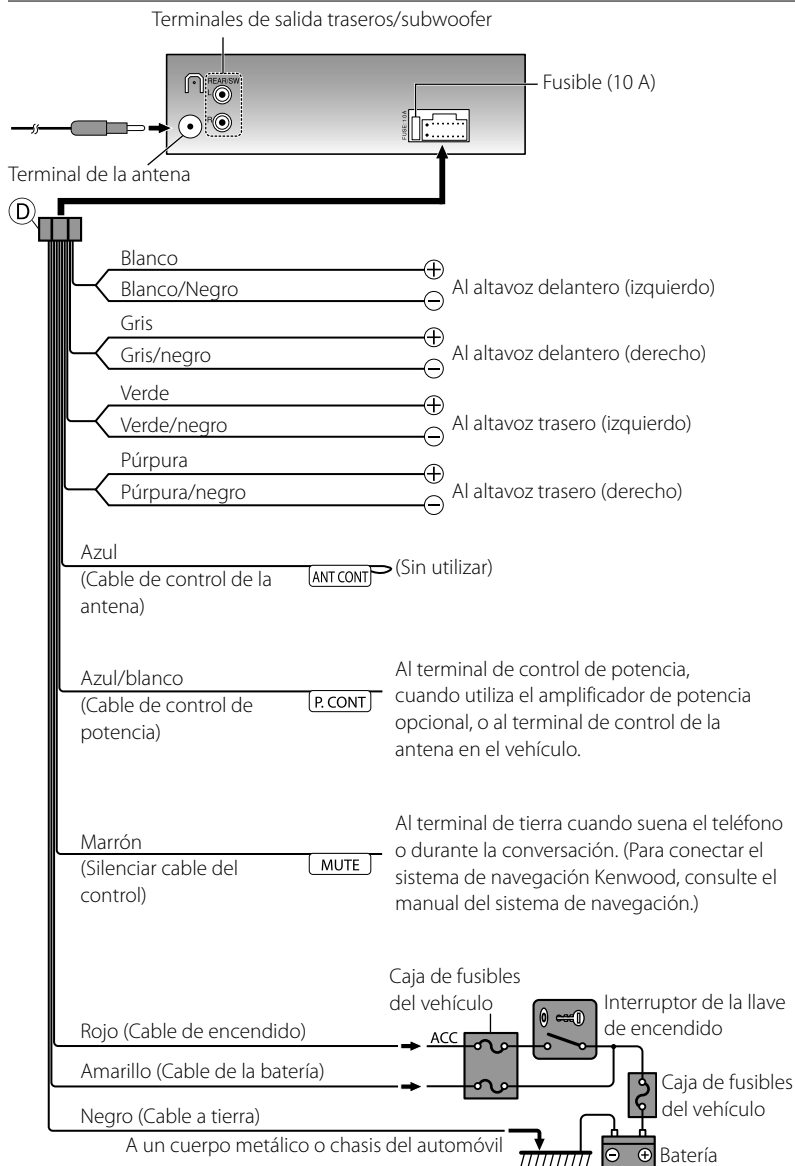 Terminales de salida traseros/subwoofer
REAR/SW
L
R
FUSE:10A
Fusible (10 A)
Terminal de la antena
D
Blanco
Blanco/Negro
Al altavoz delantero (izquierdo)
Gris
Gris/negro
Al altavoz delantero (derecho)
Verde
Verde/negro
Al altavoz trasero (izquierdo)
Púrpura
Púrpura/negro
Al altavoz trasero (derecho)
Azul
(Cable de control de la
antena)
ANT CONT
(Sin utilizar)
Azul/blanco
(Cable de control de
potencia)
P. CONT
Al terminal de control de potencia,
cuando utiliza el amplificador de potencia
opcional, o al terminal de control de la
antena en el vehículo.
Marrón
(Silenciar cable del
control)
MUTE
Al terminal de tierra cuando suena el teléfono
o durante la conversación. (Para conectar el
sistema de navegación Kenwood, consulte el
manual del sistema de navegación.)
Caja de fusibles
del vehículo
Interruptor de la llave
de encendido
Rojo (Cable de encendido)
ACC
Amarillo (Cable de la batería)
Caja de fusibles
del vehículo
Negro (Cable a tierra)
A un cuerpo metálico o chasis del automóvil
Batería